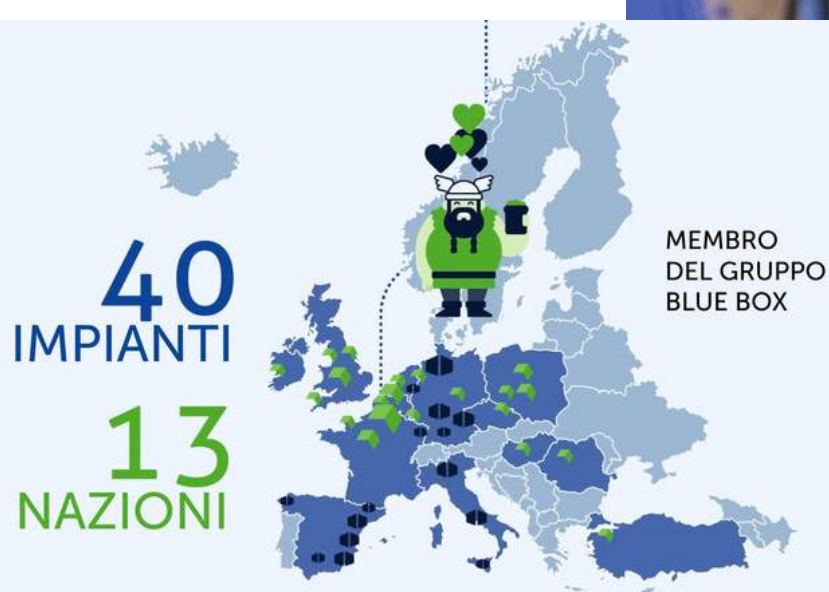 40
IMPIANTI
13
NAZIONI
MEMBRO
DEL GRUPPO
BLUE BOX